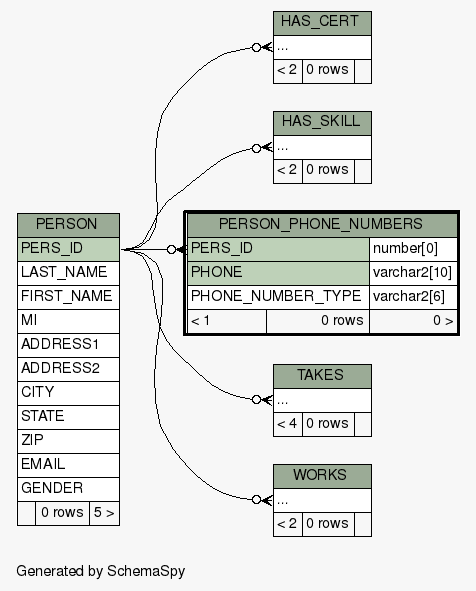 HAS_CERT
...
< 2 0 rows
HAS_SKILL
...
< 2 0 rows
PERSON
PERS_ID
LAST_NAME
FIRST_NAME
MI
ADDRESS1
ADDRESS2
CITY
STATE
ZIP
EMAIL
GENDER
0 rows 5 >
PERSON_PHONE_NUMBERS
PERS_ID number[0]
PHONE varchar2[10]
PHONE_NUMBER_TYPE varchar2[6]
< 1 0 rows 0 >
TAKES
...
< 4 0 rows
WORKS
...
< 2 0 rows
Generated by SchemaSpy